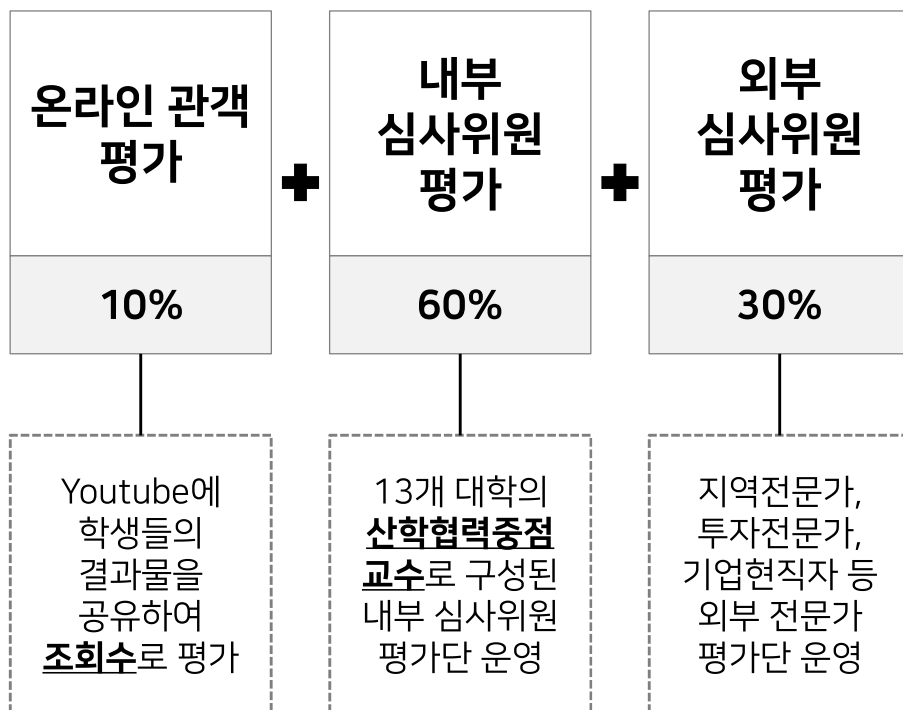 온라인 관객
평가
내부
심사위원
평가
외부
심사위원
평가
10%
60%
30%
Youtube에
학생들의
결과물을
공유하여
조회수로 평가
13개 대학의
산학협력중점
교수로 구성된
내부 심사위원
평가단 운영
지역전문가,
투자전문가,
기업현직자 등
외부 전문가
평가단 운영